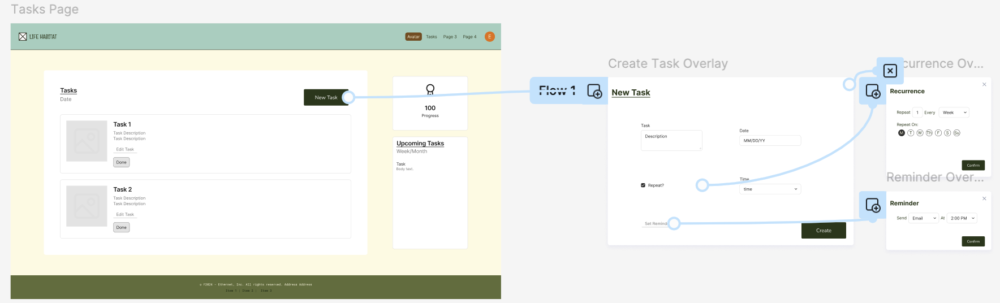 Tasks Page
LIFE HABITAT
Avatar Tasks Page 3 Page 4 E
Tasks
Date
New Task
Task 1
Task Description
Task Description
Edit Task
Done
Task 2
Task Description
Task Description
Edit Task
Done
100
Progress
Upcoming Tasks
Week/Month
Task
Body text.
© F2024 - Ethernet, Inc. All rights reserved. Address Address
Item 1 | Item 2 | Item 3
Flow 1
Create Task Overlay
New Task
Task
Description
Date
MM/DD/YY
Repeat?
Time
time
Set Remind
Create
currence Ov...
Recurrence
Repeat 1 Every Week
Repeat On:
M T W Th F S Su
Confirm
Reminder Over...
Reminder
Send Email At 2:00 PM
Confirm